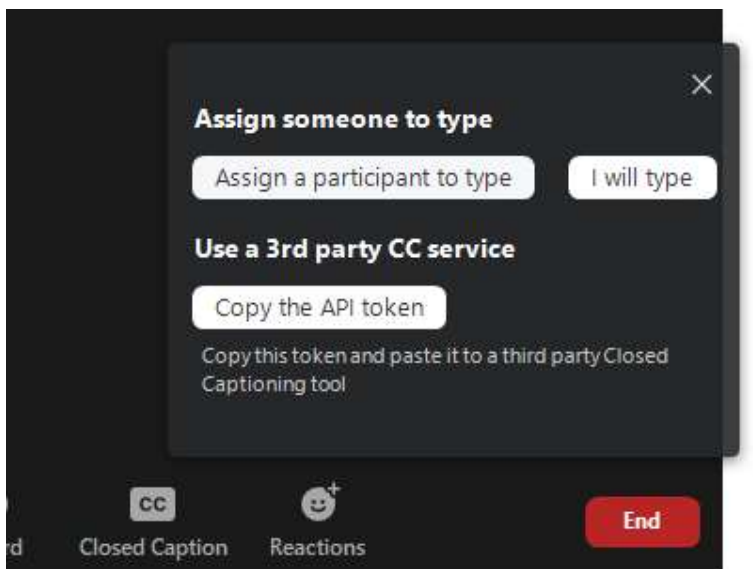 Assign someone to type
Assign a participant to type
I will type
Use a 3rd party CC service
Copy the API token
Copy this token and paste it to a third party Closed
Captioning tool
CC
rd
Closed Caption
Reactions
End